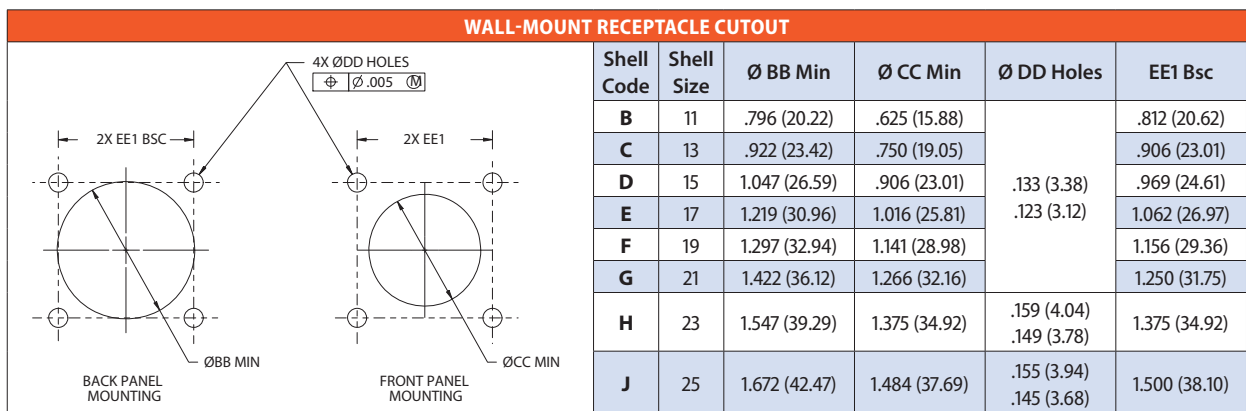 WALL-MOUNT RECEPTACLE CUTOUT
4X ØDD HOLES
⌖ Ø.005 Ⓜ
2X EE1 BSC
2X EE1
ØBB MIN
ØCC MIN
BACK PANEL
MOUNTING
FRONT PANEL
MOUNTING
Shell Code Shell Size Ø BB Min Ø CC Min Ø DD Holes EE1 Bsc
B 11 .796 (20.22) .625 (15.88) .812 (20.62)
C 13 .922 (23.42) .750 (19.05) .906 (23.01)
D 15 1.047 (26.59) .906 (23.01) .133 (3.38) .969 (24.61)
E 17 1.219 (30.96) 1.016 (25.81) .123 (3.12) 1.062 (26.97)
F 19 1.297 (32.94) 1.141 (28.98) 1.156 (29.36)
G 21 1.422 (36.12) 1.266 (32.16) 1.250 (31.75)
H 23 1.547 (39.29) 1.375 (34.92) .159 (4.04) .149 (3.78) 1.375 (34.92)
J 25 1.672 (42.47) 1.484 (37.69) .155 (3.94) .145 (3.68) 1.500 (38.10)